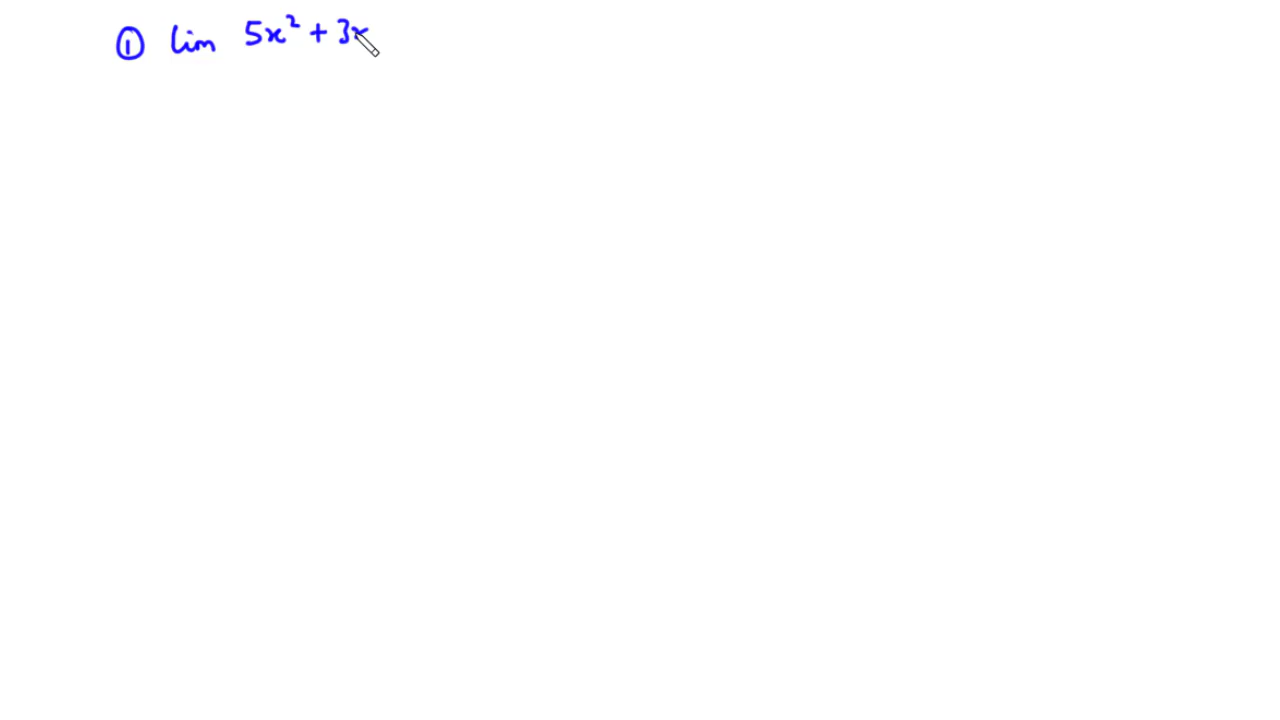 ① lim 5x² + 3x